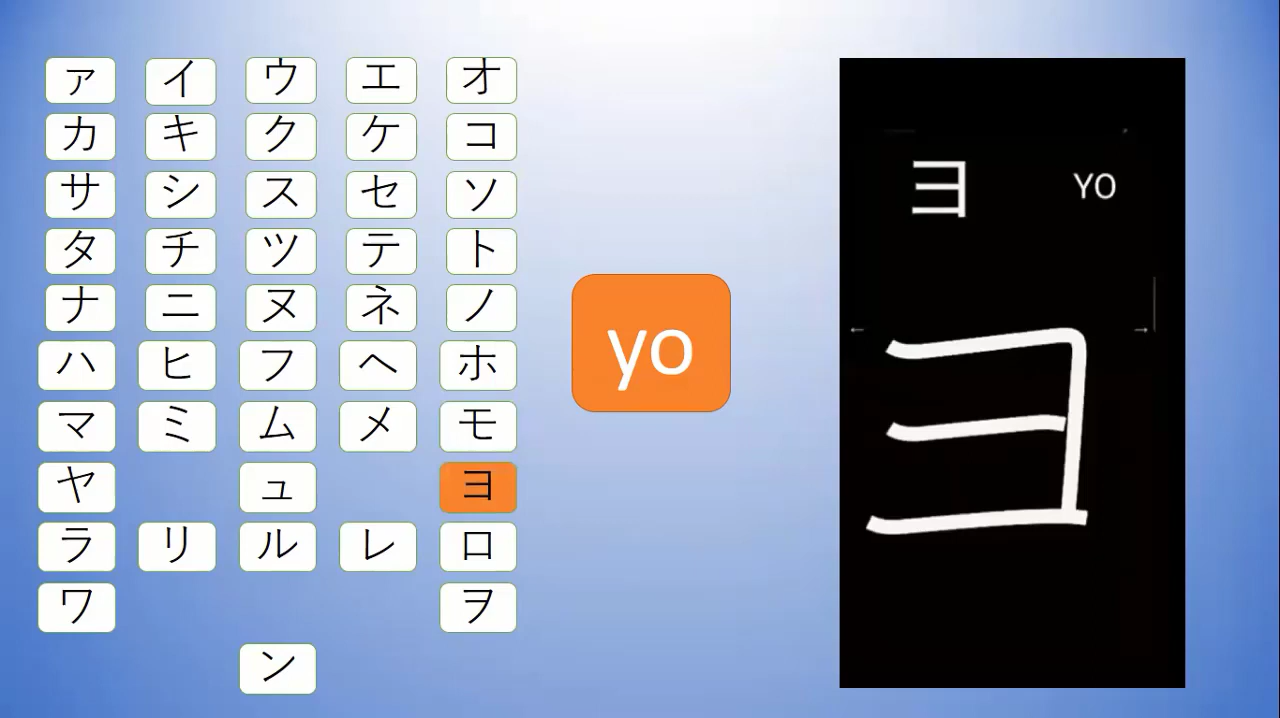 ァ イ ウ エ オ
カ キ ク ケ コ
サ シ ス セ ソ
タ チ ツ テ ト
ナ ニ ヌ ネ ノ
ハ ヒ フ ヘ ホ
マ ミ ム メ モ
ヤ ュ ヨ
ラ リ ル レ ロ
ワ ヲ
ン
yo
ヨ YO
ヨ